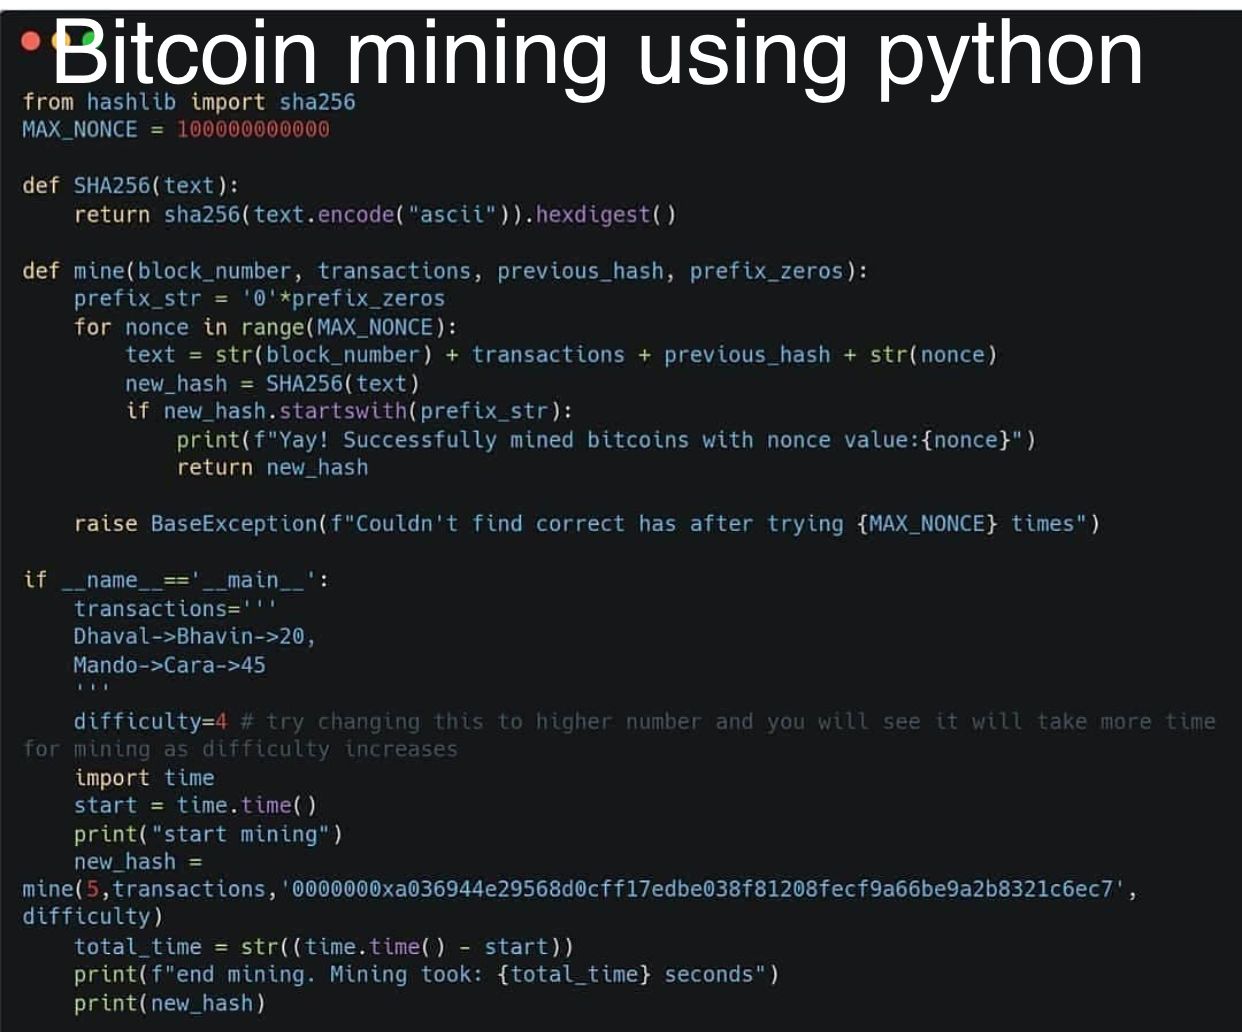 Bitcoin mining using python
from hashlib import sha256
MAX_NONCE = 100000000000
def SHA256(text):
    return sha256(text.encode("ascii")).hexdigest()
def mine(block_number, transactions, previous_hash, prefix_zeros):
    prefix_str = '0'*prefix_zeros
    for nonce in range(MAX_NONCE):
        text = str(block_number) + transactions + previous_hash + str(nonce)
        new_hash = SHA256(text)
        if new_hash.startswith(prefix_str):
            print(f"Yay! Successfully mined bitcoins with nonce value:{nonce}")
            return new_hash
    raise BaseException(f"Couldn't find correct has after trying {MAX_NONCE} times")
if __name__=='__main__':
    transactions='''
    Dhaval->Bhavin->20,
    Mando->Cara->45
    '''
    difficulty=4 # try changing this to higher number and you will see it will take more time
for mining as difficulty increases
    import time
    start = time.time()
    print("start mining")
    new_hash =
mine(5,transactions,'0000000xa036944e29568d0cff17edbe038f81208fecf9a66be9a2b8321c6ec7',
difficulty)
    total_time = str((time.time() - start))
    print(f"end mining. Mining took: {total_time} seconds")
    print(new_hash)